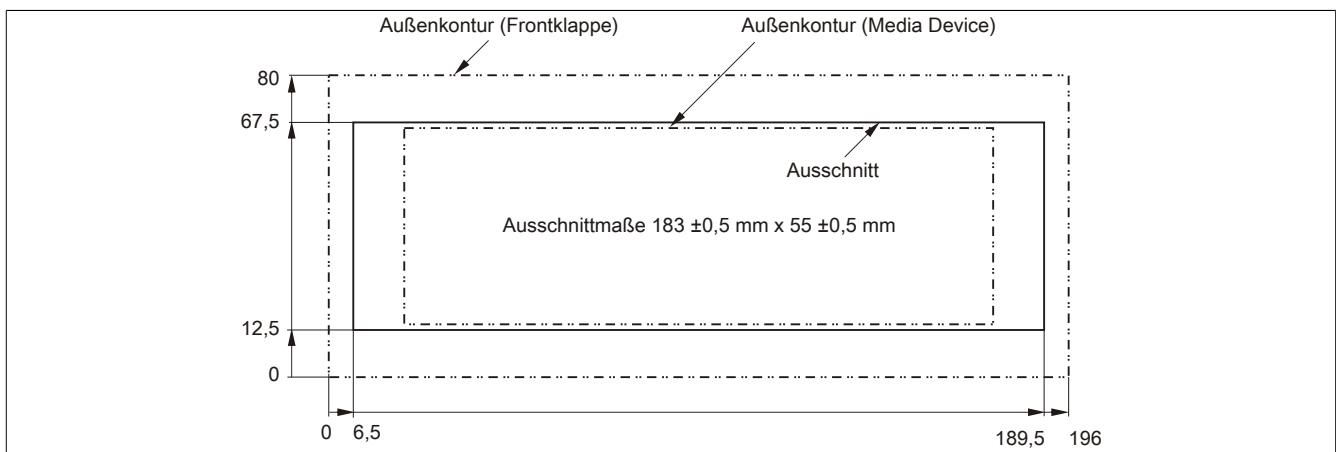 Außenkontur (Frontklappe)
Außenkontur (Media Device)
80
67,5
Ausschnitt
Ausschnittmaße 183 ±0,5 mm x 55 ±0,5 mm
12,5
0
0
6,5
189,5
196